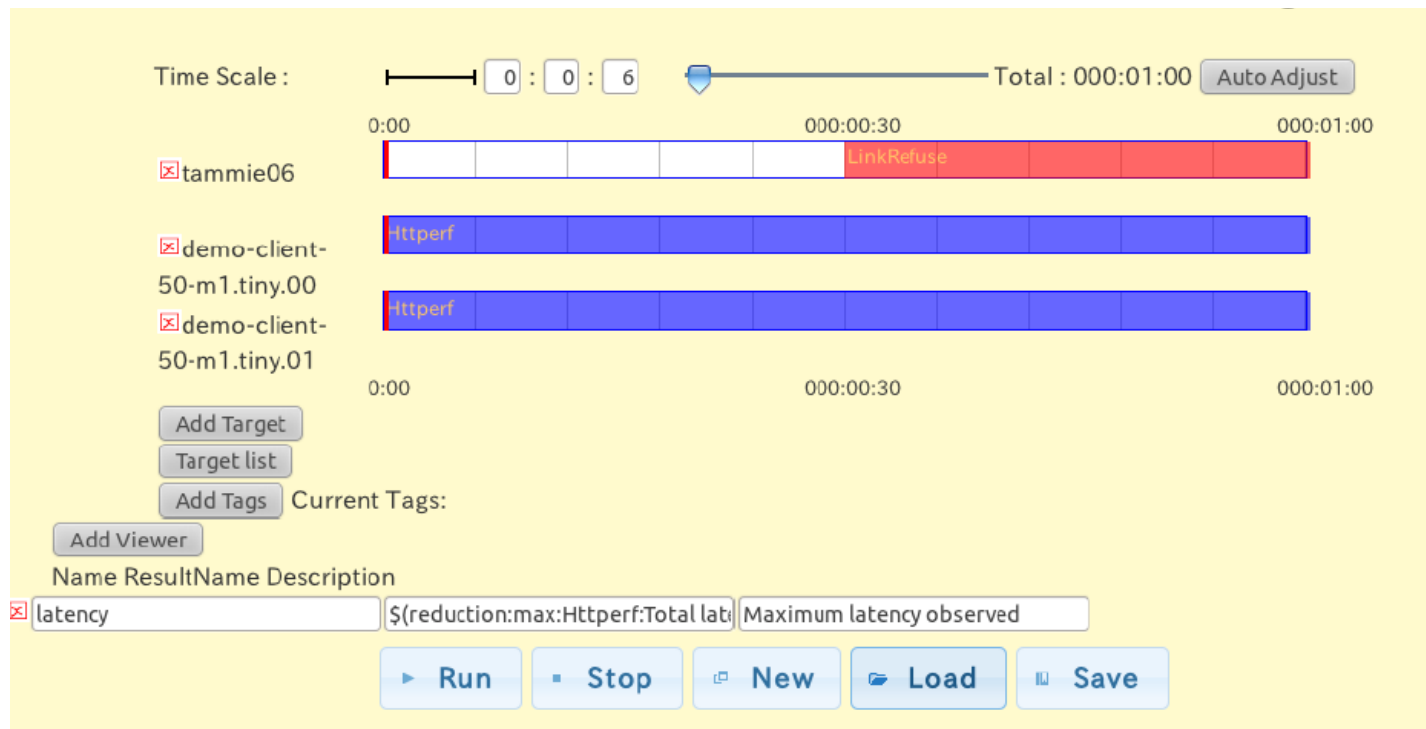 Time Scale : 0 : 0 : 6 Total : 000:01:00 Auto Adjust
0:00 000:00:30 000:01:00
tammie06 LinkRefuse
demo-client-50-m1.tiny.00 Httperf
demo-client-50-m1.tiny.01 Httperf
0:00 000:00:30 000:01:00
Add Target
Target list
Add Tags Current Tags:
Add Viewer
Name ResultName Description
latency $(reduction:max:Httperf:Total late Maximum latency observed
Run Stop New Load Save